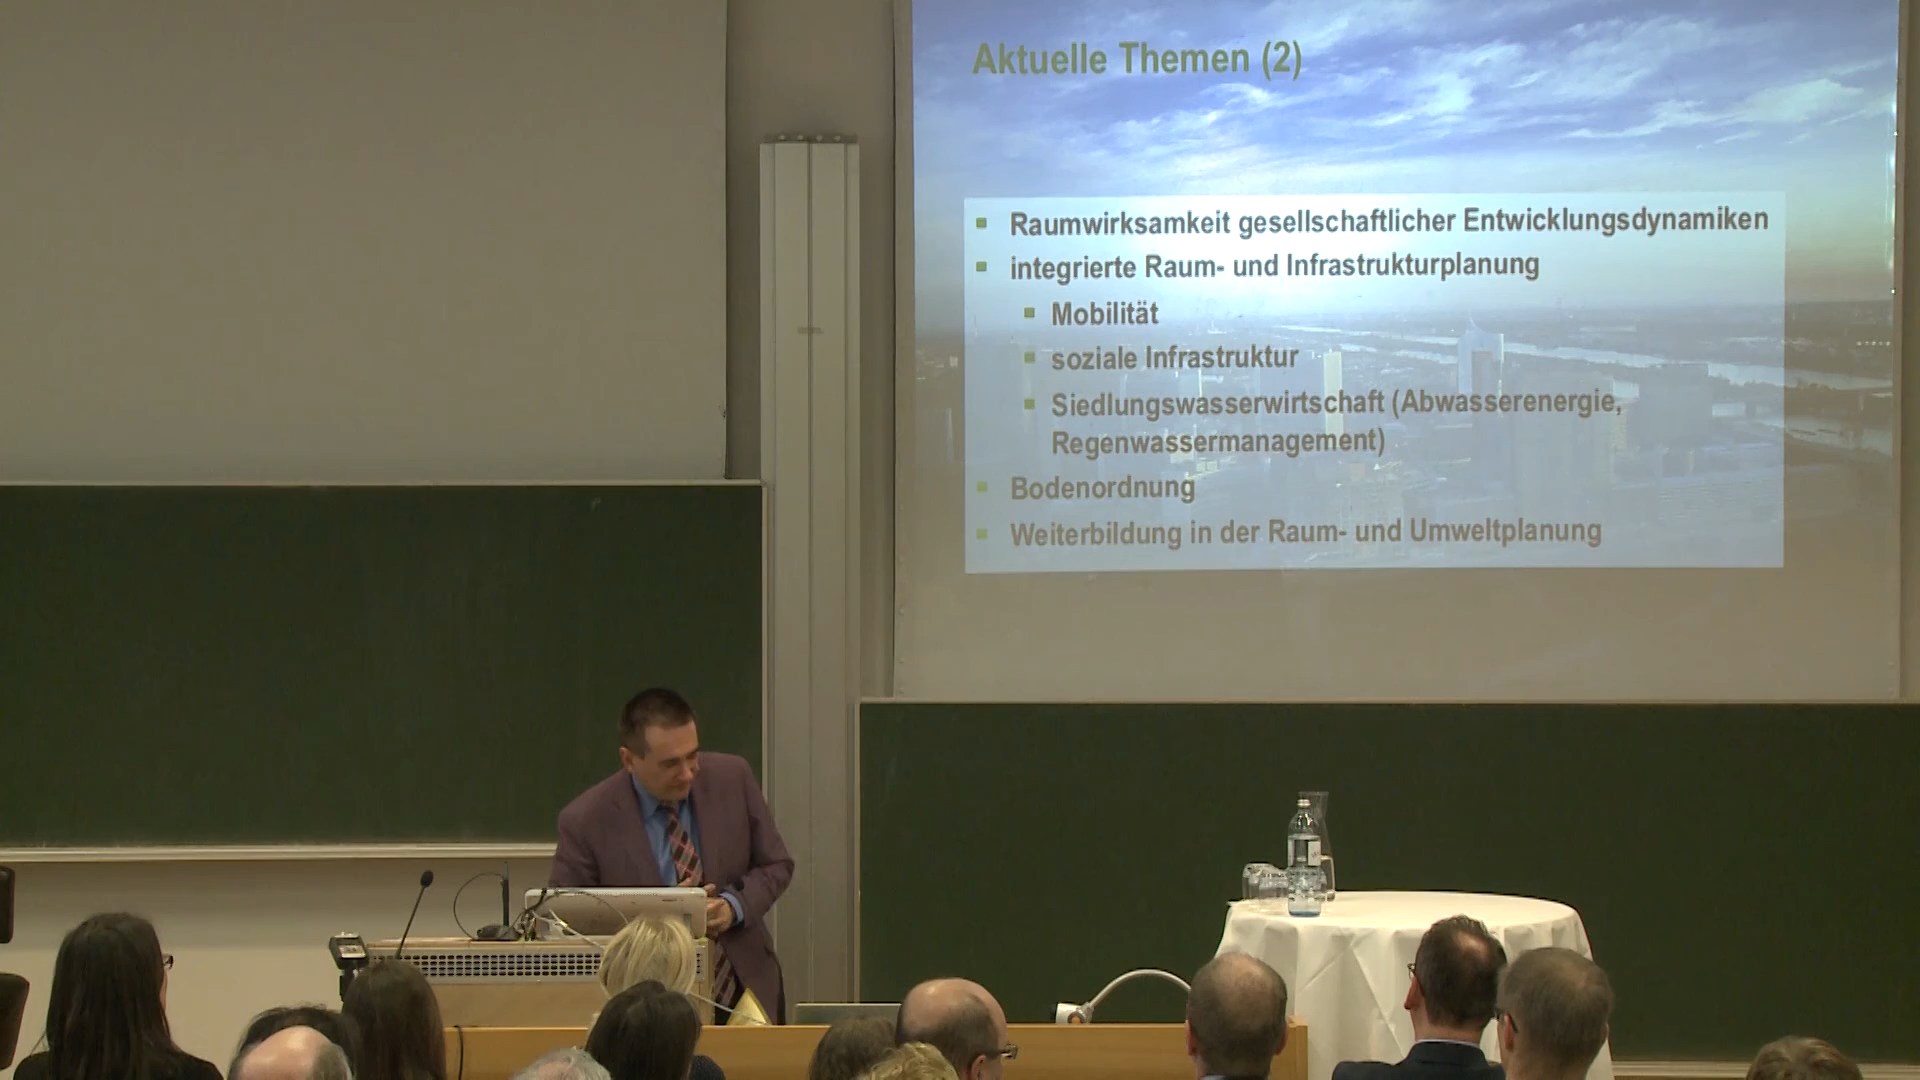 Aktuelle Themen (2)
Raumwirksamkeit gesellschaftlicher Entwicklungsdynamiken
integrierte Raum- und Infrastrukturplanung
Mobilität
soziale Infrastruktur
Siedlungswasserwirtschaft (Abwasserenergie,
Regenwassermanagement)
Bodenordnung
Weiterbildung in der Raum- und Umweltplanung